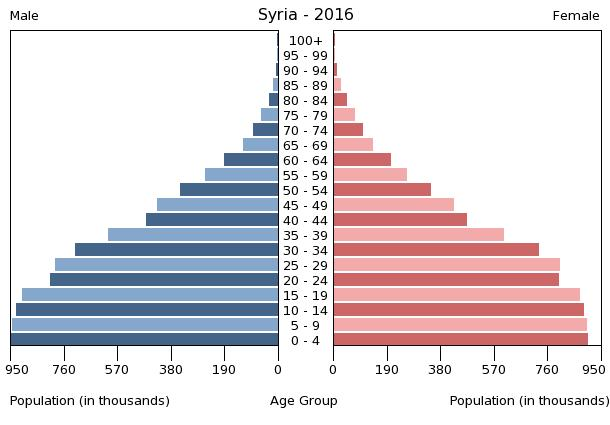 Male Syria - 2016 Female
100+
95 - 99
90 - 94
85 - 89
80 - 84
75 - 79
70 - 74
65 - 69
60 - 64
55 - 59
50 - 54
45 - 49
40 - 44
35 - 39
30 - 34
25 - 29
20 - 24
15 - 19
10 - 14
5 - 9
0 - 4
950 760 570 380 190 0 0 190 380 570 760 950
Population (in thousands) Age Group Population (in thousands)